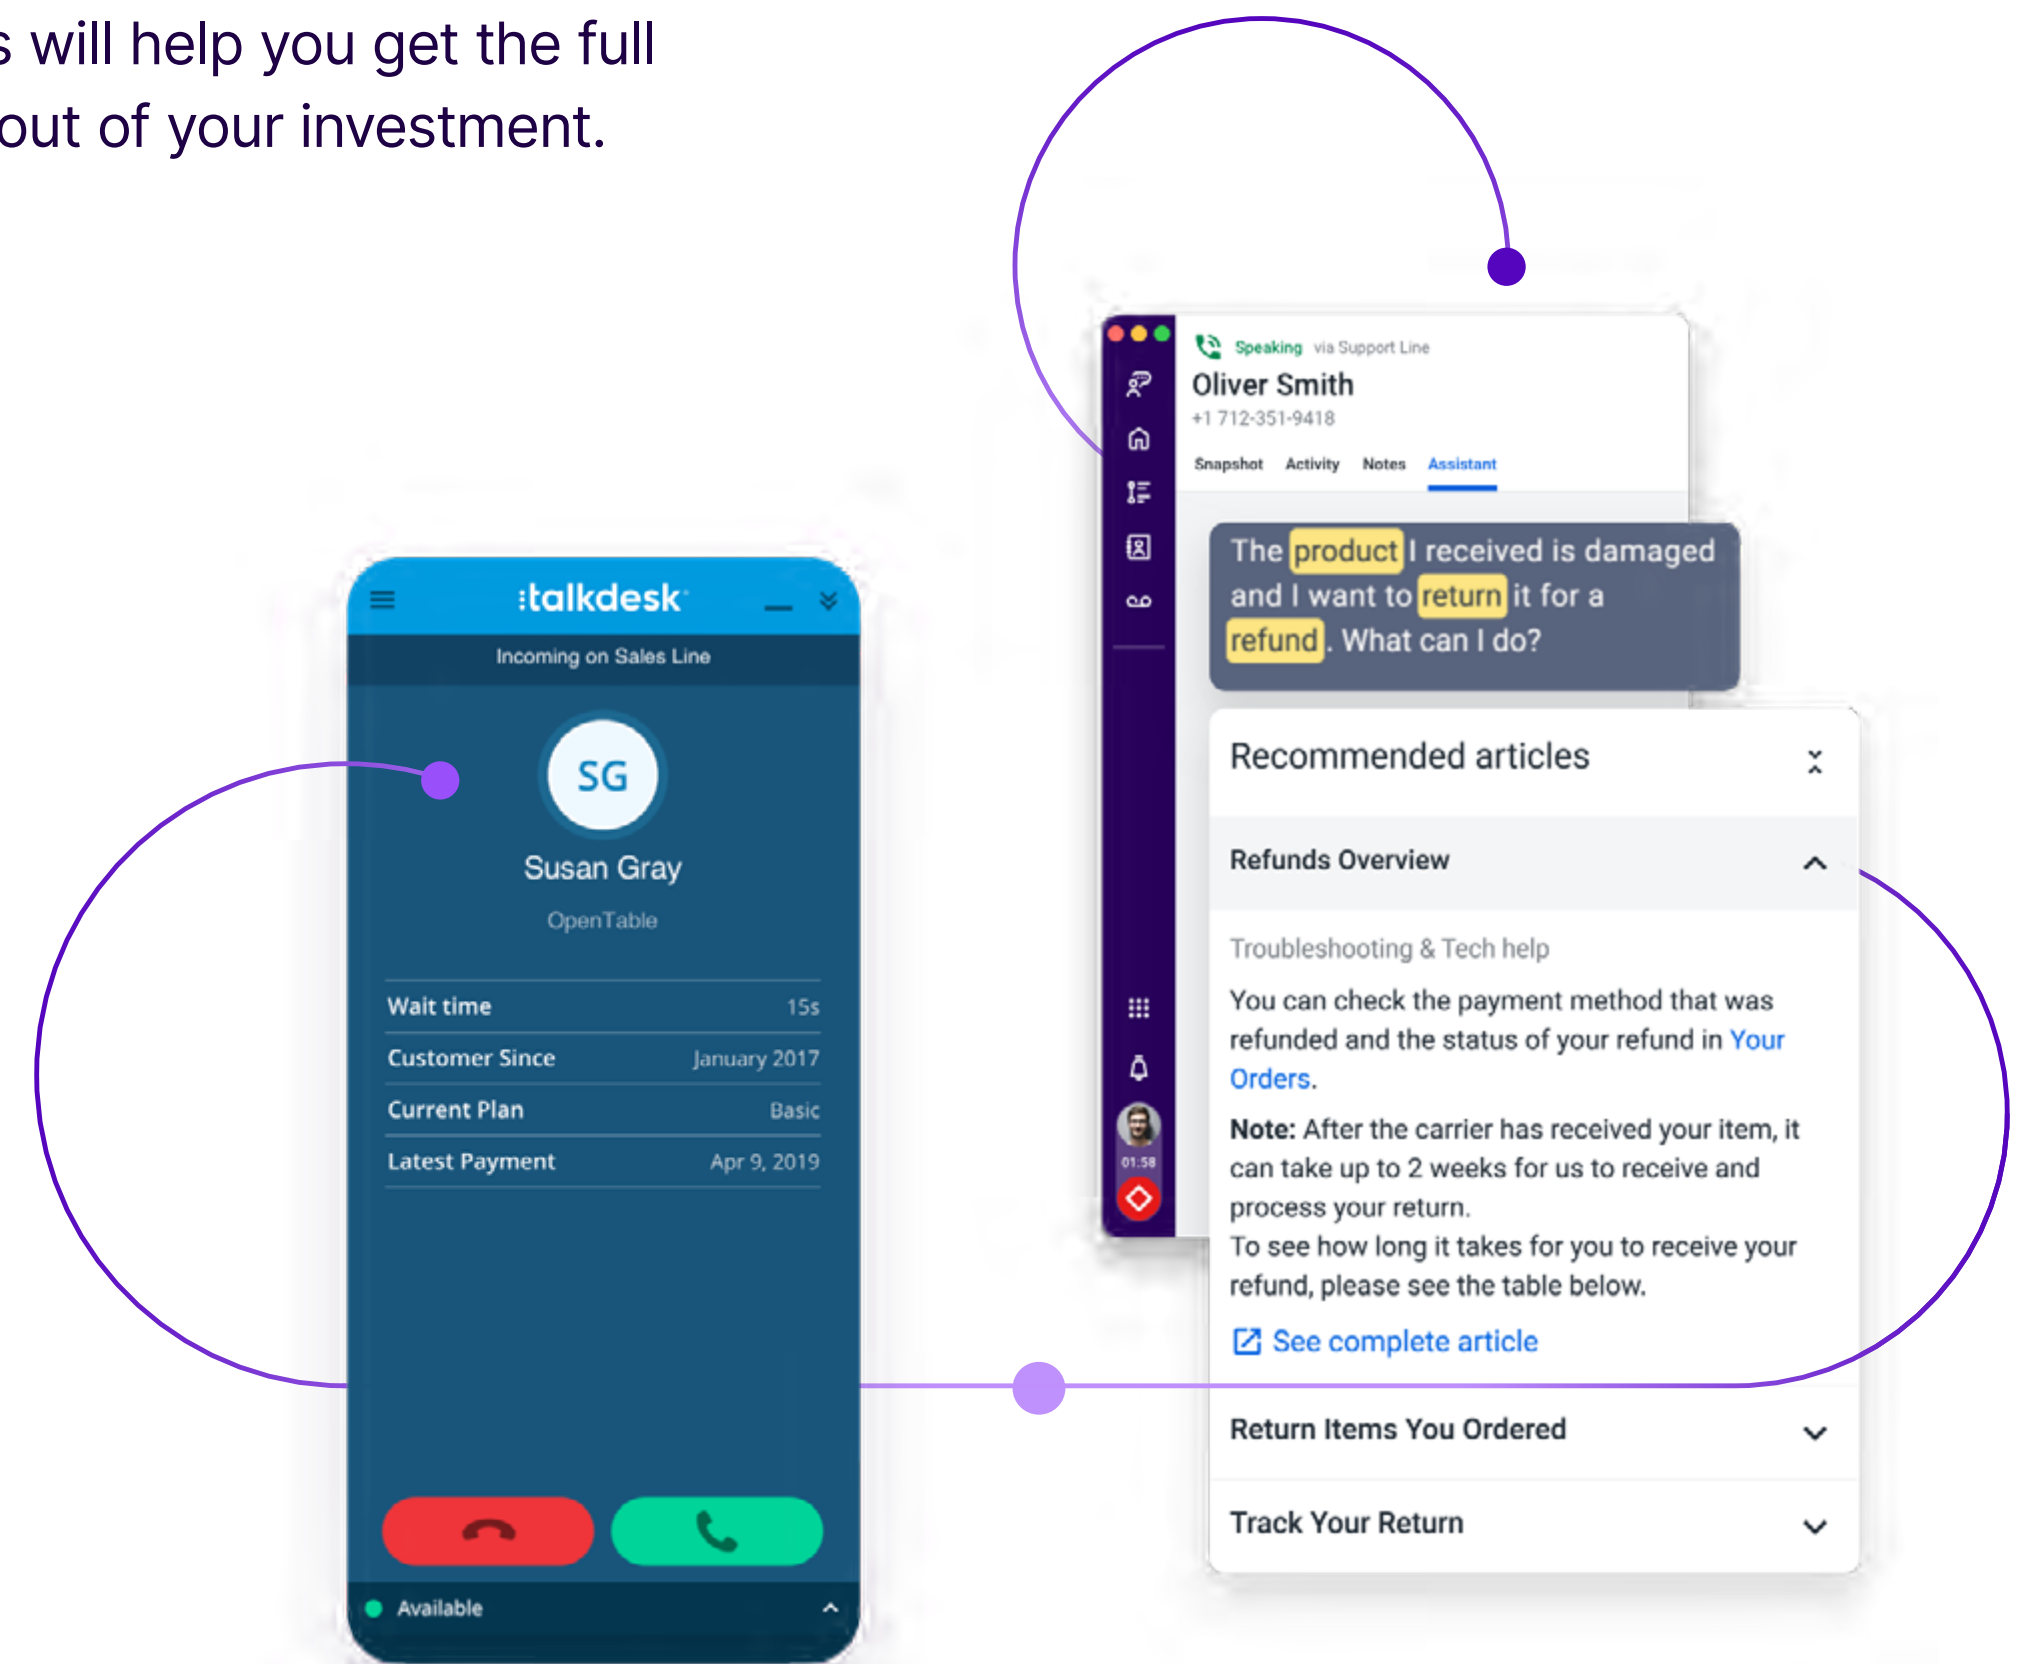 s will help you get the full
out of your investment.
:talkdesk
Incoming on Sales Line
SG
Susan Gray
OpenTable
Wait time 15s
Customer Since January 2017
Current Plan Basic
Latest Payment Apr 9, 2019
Available
Speaking via Support Line
Oliver Smith
+1 712-351-9418
Snapshot Activity Notes Assistant
The product I received is damaged
and I want to return it for a
refund. What can I do?
Recommended articles
Refunds Overview
Troubleshooting & Tech help
You can check the payment method that was
refunded and the status of your refund in Your
Orders.
Note: After the carrier has received your item, it
can take up to 2 weeks for us to receive and
process your return.
To see how long it takes for you to receive your
refund, please see the table below.
See complete article
Return Items You Ordered
Track Your Return
01:58